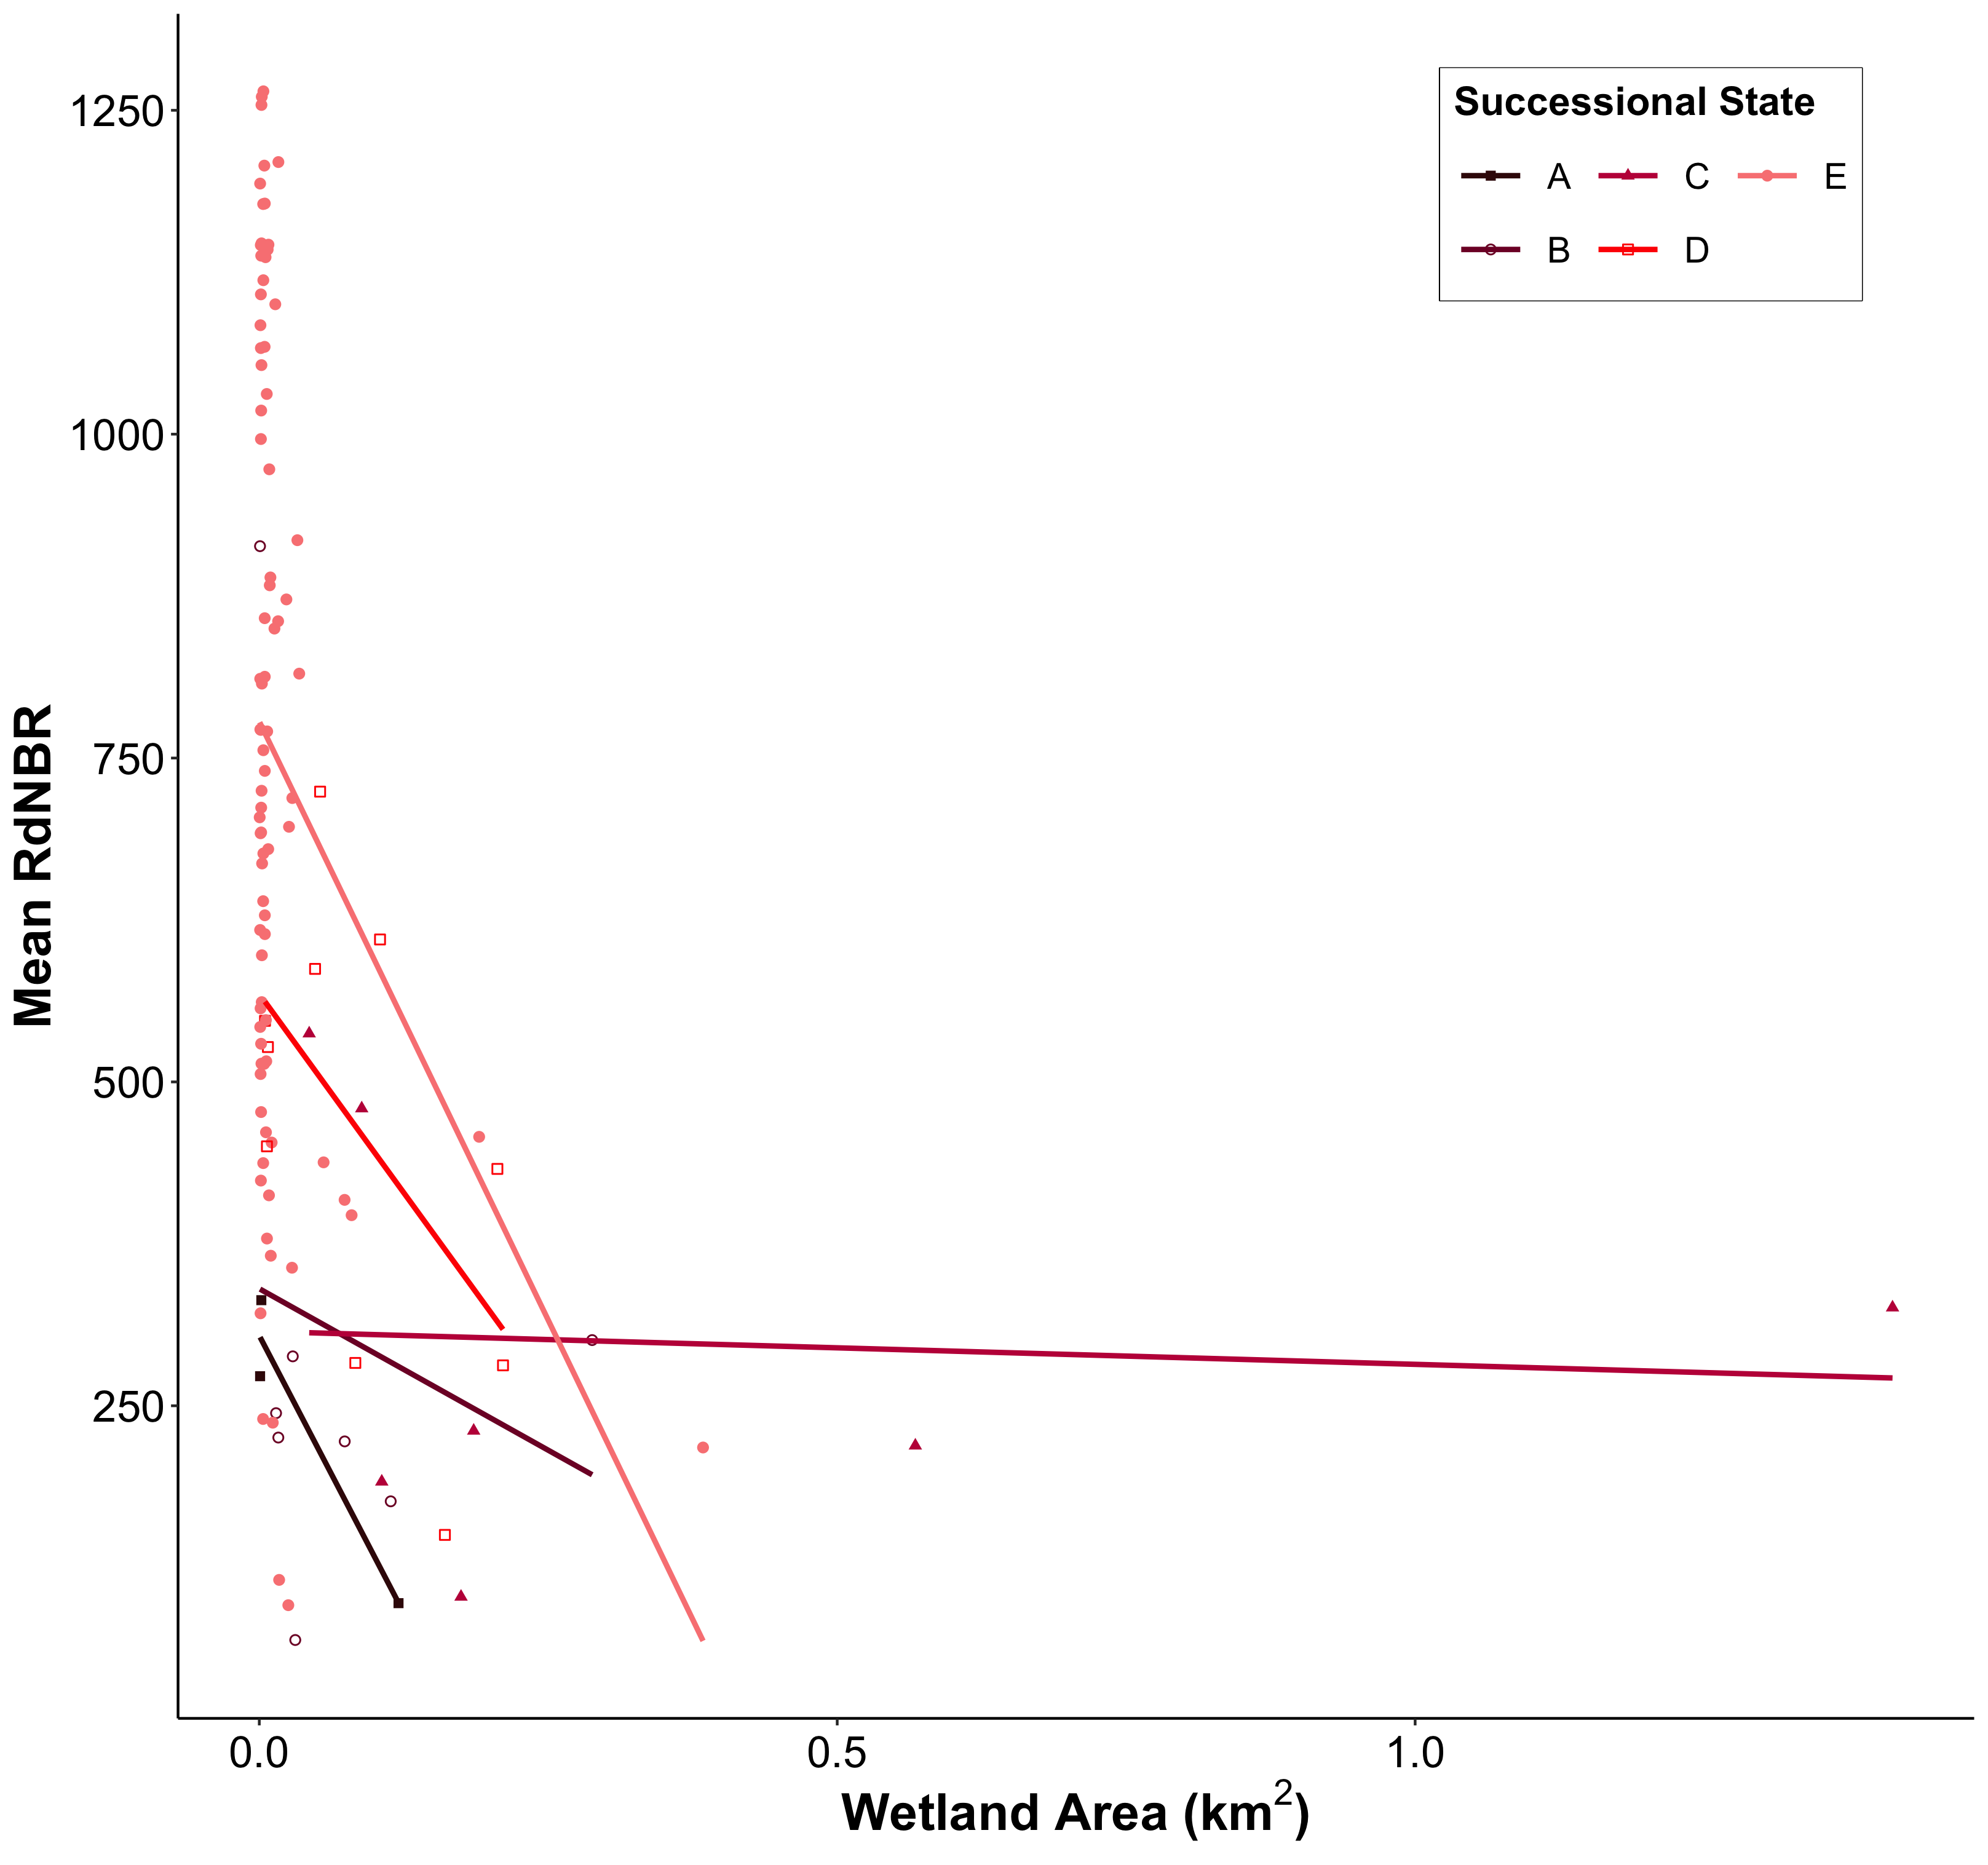 Successional State
A C E
B D
1250
1000
750
500
250
Mean RdNBR
0.0 0.5 1.0
Wetland Area (km²)